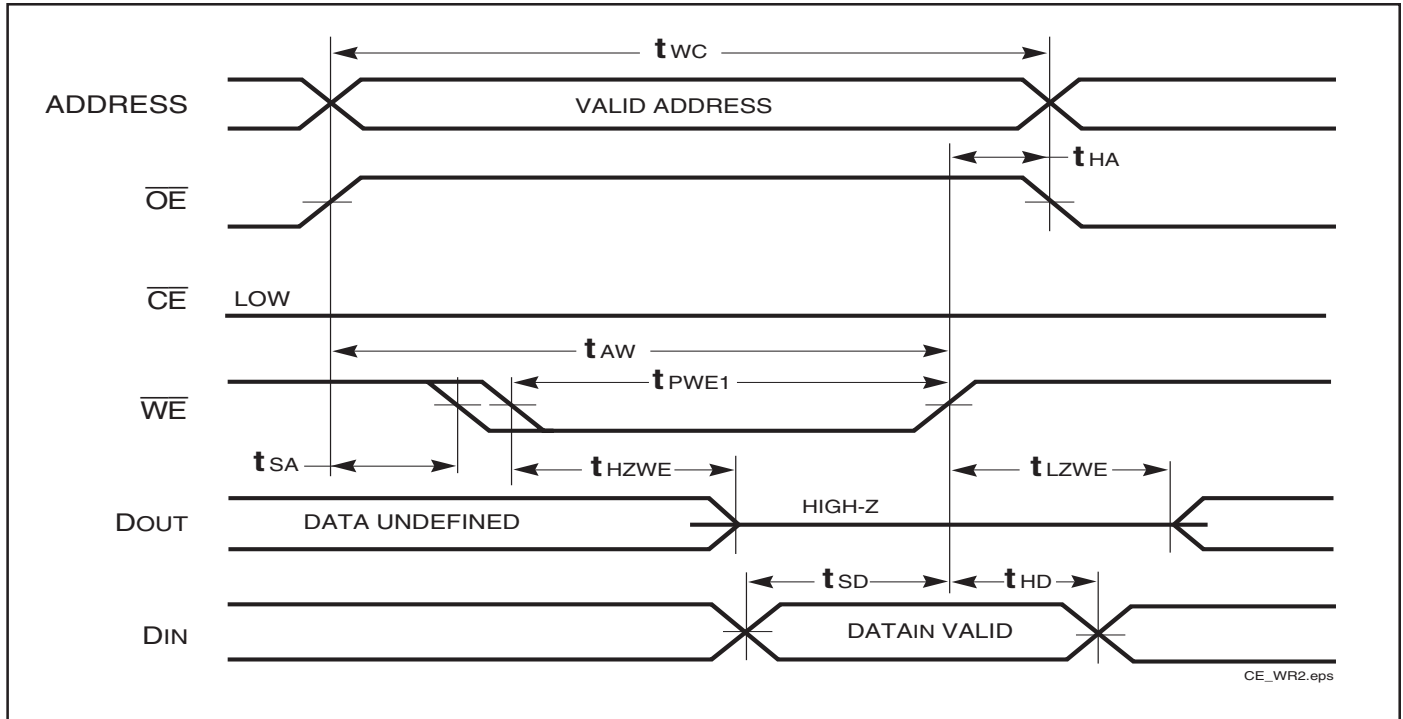 tWC
ADDRESS
VALID ADDRESS
tHA
OE
CE
LOW
tAW
tPWE1
WE
tSA
tHZWE
tLZWE
HIGH-Z
DOUT
DATA UNDEFINED
tSD
tHD
DIN
DATAIN VALID
CE_WR2.eps